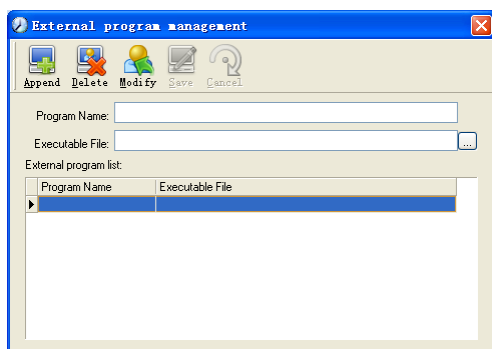 External program management
Append Delete Modify Save Cancel
Program Name:
Executable File:
...
External program list:
Program Name Executable File